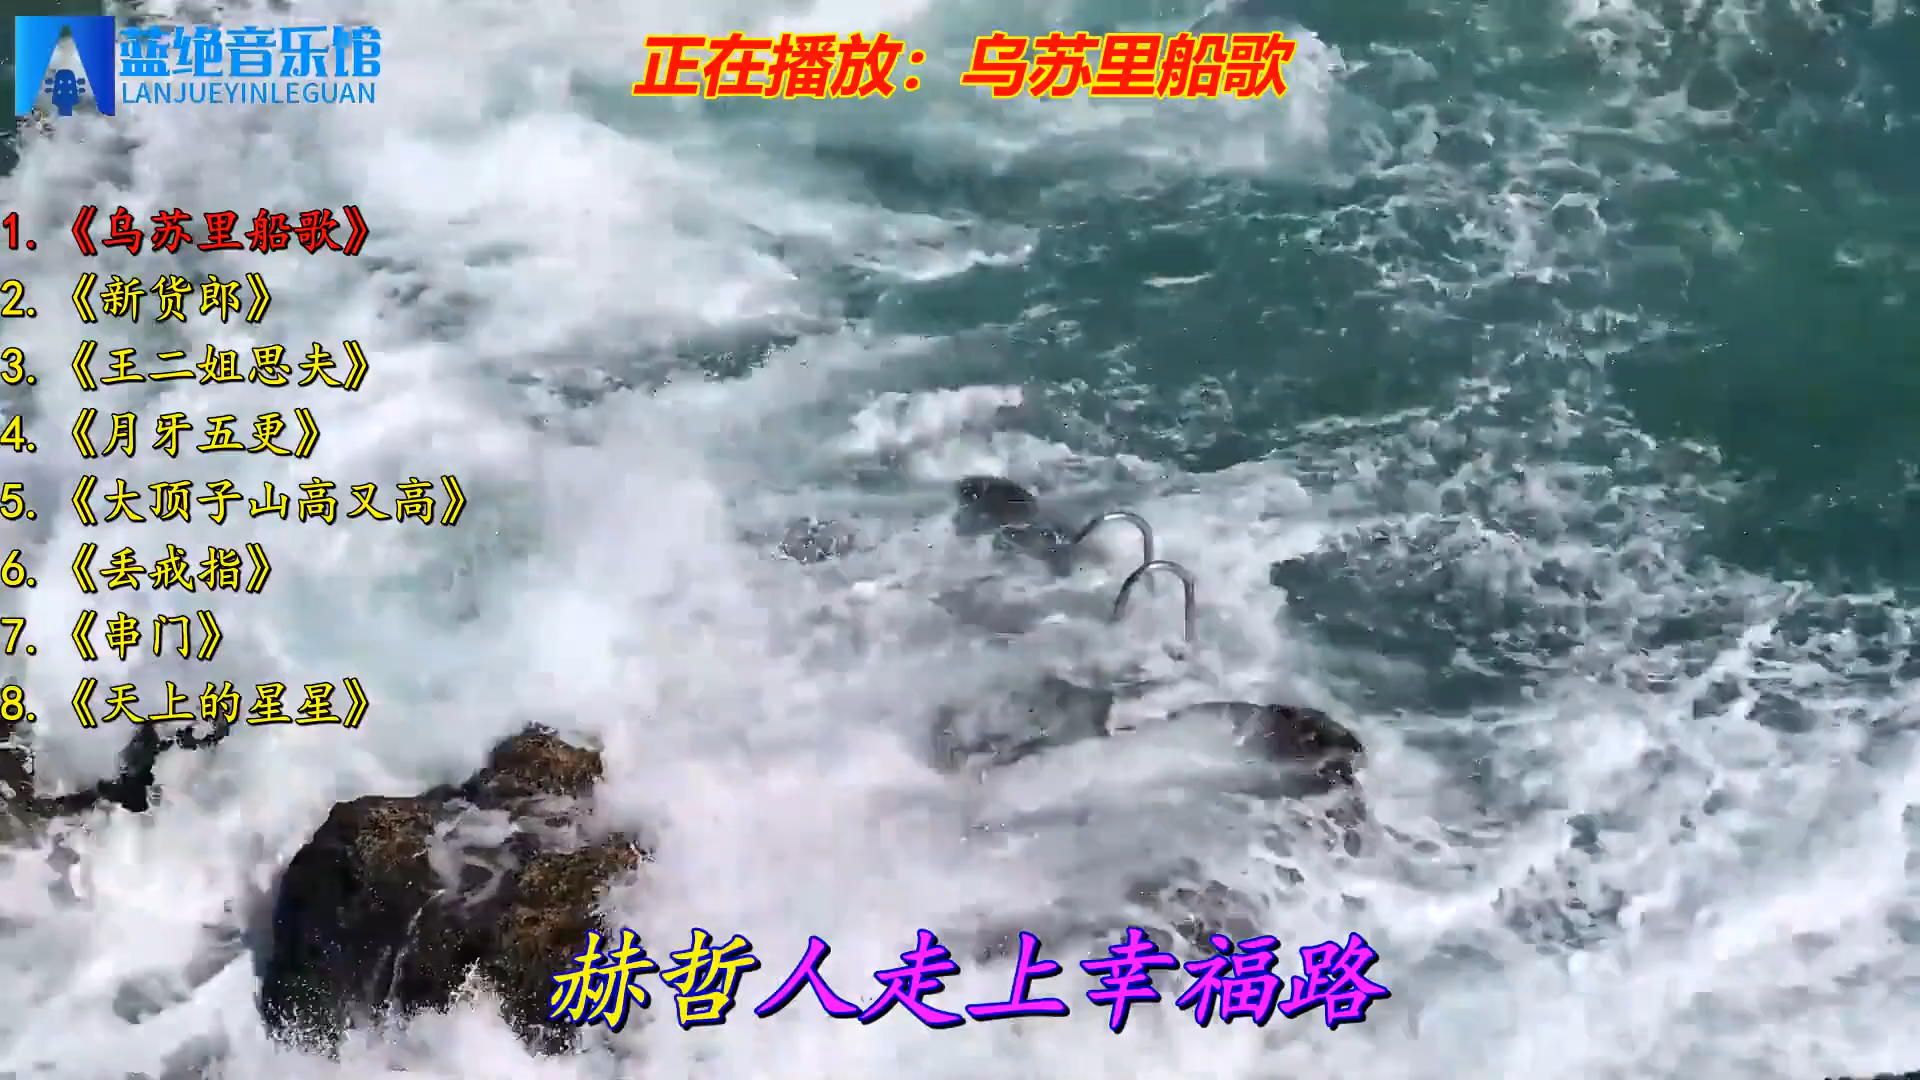 蓝绝音乐馆
LANJUEYINLEGUAN
正在播放：乌苏里船歌
1.《乌苏里船歌》
2.《新货郎》
3.《王二姐思夫》
4.《月牙五更》
5.《大顶子山高又高》
6.《丢戒指》
7.《串门》
8.《天上的星星》
赫哲人走上幸福路